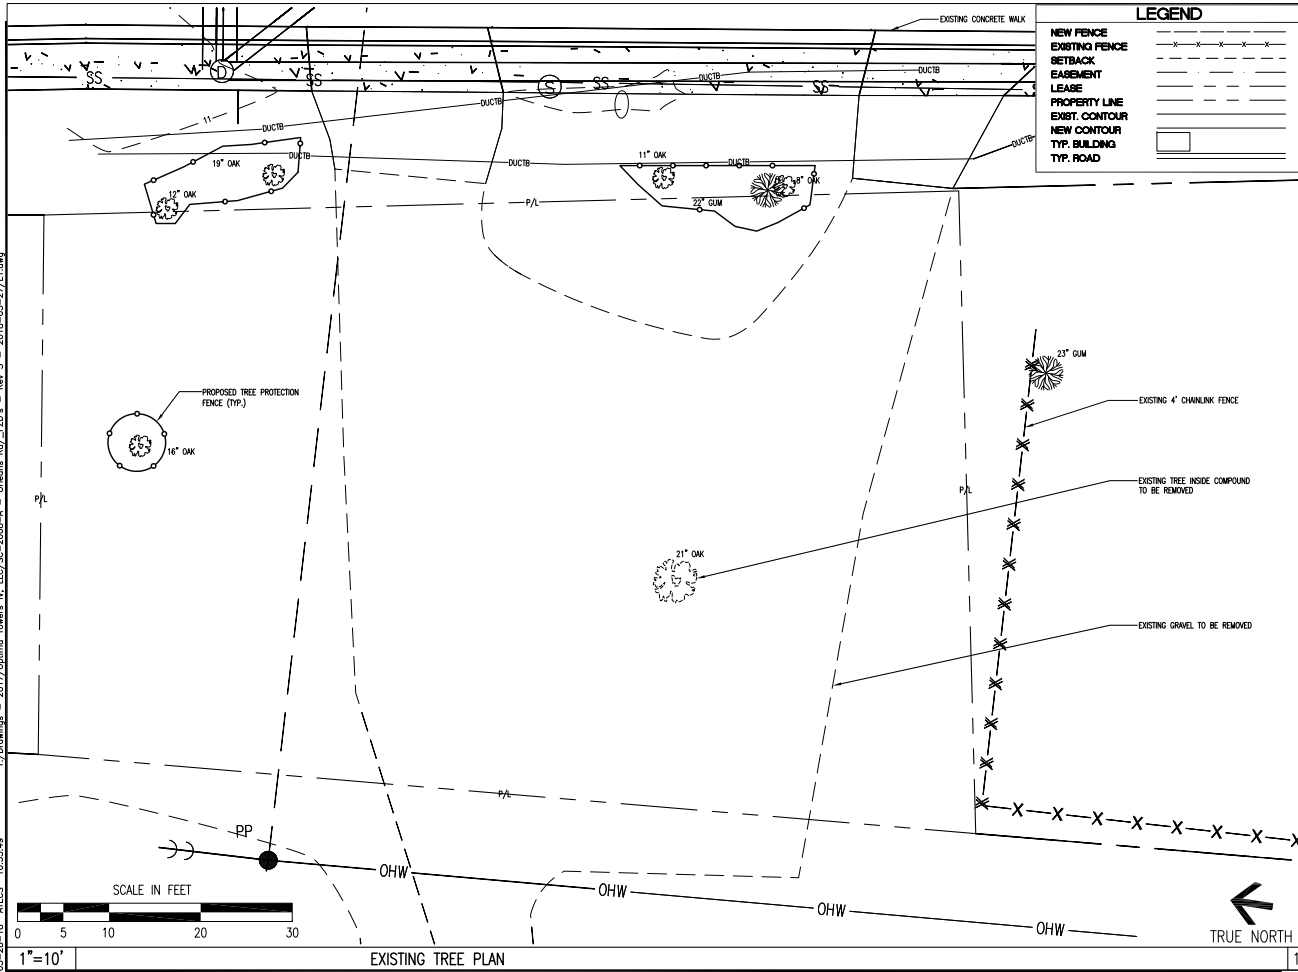 EXISTING CONCRETE WALK
LEGEND
NEW FENCE
EXISTING FENCE
SETBACK
EASEMENT
LEASE
PROPERTY LINE
EXIST. CONTOUR
NEW CONTOUR
TYP. BUILDING
TYP. ROAD
SS
D
SS
S
SS
DUCTB
DUCTB
SS
DUCTB
DUCTB
DUCTB
DUCTB
DUCTB
DUCTB
19" OAK
12" OAK
11" OAK
8" OAK
22" GUM
P/L
23" GUM
PROPOSED TREE PROTECTION
FENCE (TYP.)
16" OAK
EXISTING 4' CHAINLINK FENCE
P/L
P/L
EXISTING TREE INSIDE COMPOUND
TO BE REMOVED
21" OAK
EXISTING GRAVEL TO BE REMOVED
P/L
PP
OHW
OHW
OHW
OHW
SCALE IN FEET
0 5 10 20 30
TRUE NORTH
1"=10'
EXISTING TREE PLAN
1